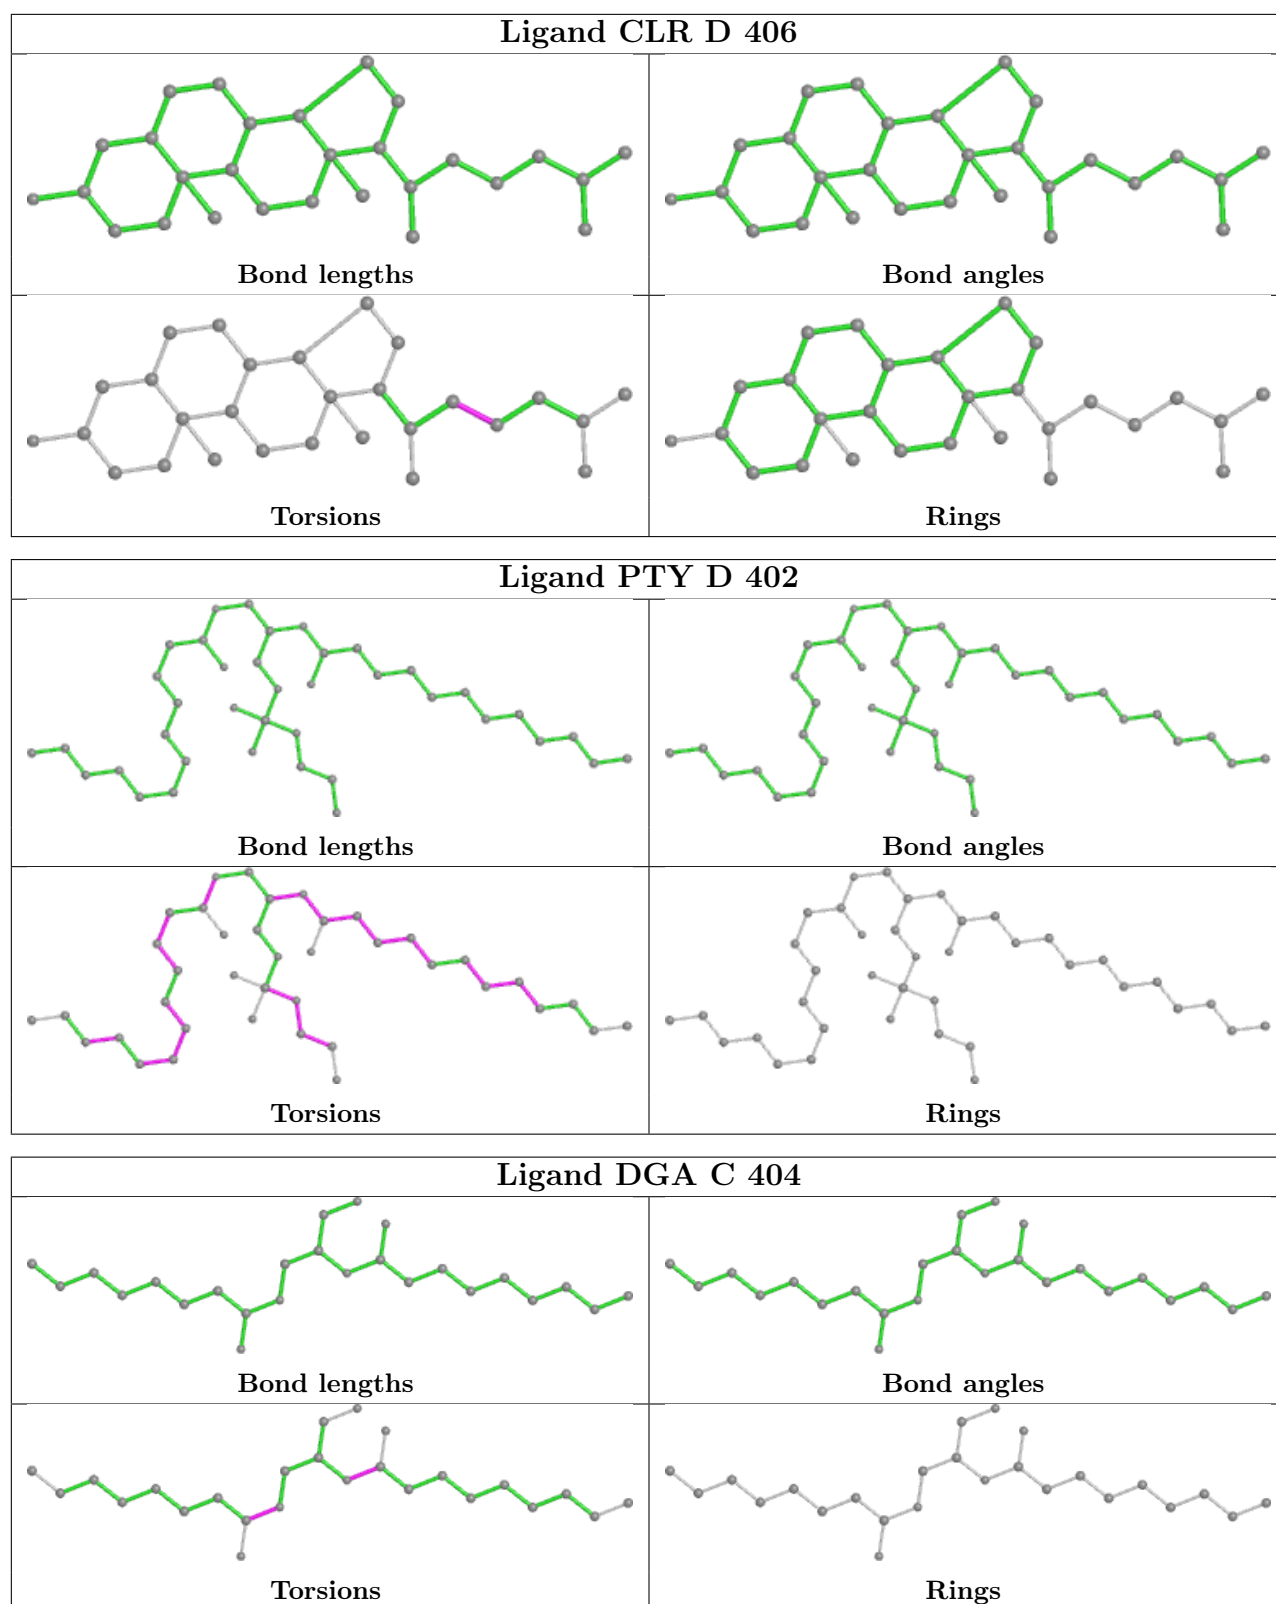 Ligand CLR D 406
Bond lengths
Bond angles
Torsions
Rings
Ligand PTY D 402
Bond lengths
Bond angles
Torsions
Rings
Ligand DGA C 404
Bond lengths
Bond angles
Torsions
Rings